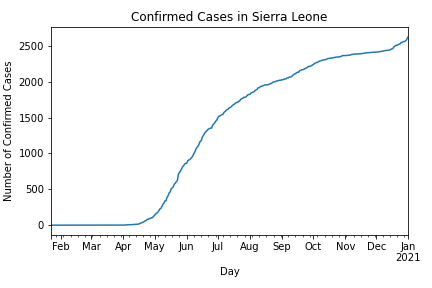 Confirmed Cases in Sierra Leone
Number of Confirmed Cases
2500
2000
1500
1000
500
0
Feb Mar Apr May Jun Jul Aug Sep Oct Nov Dec Jan
2021
Day